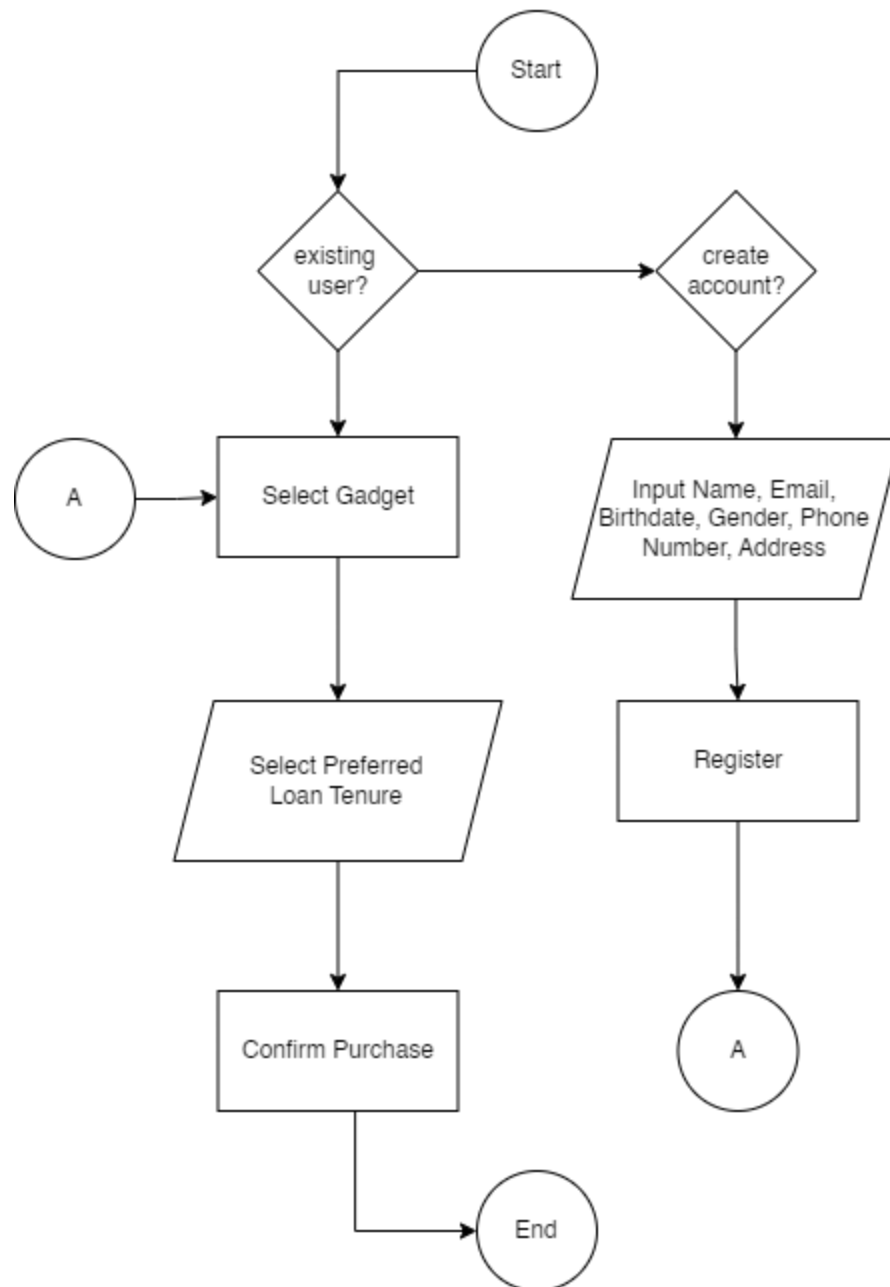 Start
existing
user?
create
account?
A
Select Gadget
Input Name, Email,
Birthdate, Gender, Phone
Number, Address
Select Preferred
Loan Tenure
Register
Confirm Purchase
A
End